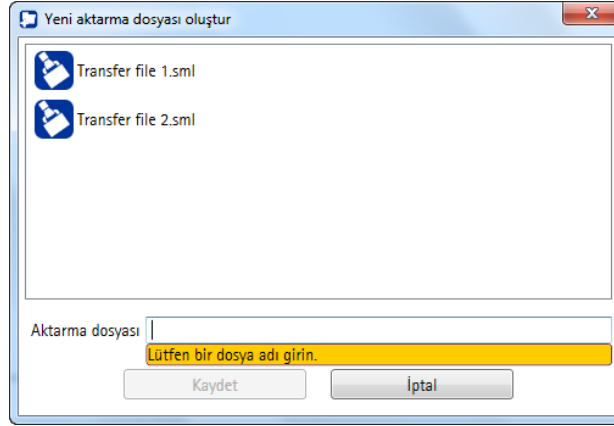 Yeni aktarma dosyası oluştur
Transfer file 1.sml
Transfer file 2.sml
Aktarma dosyası
Lütfen bir dosya adı girin.
Kaydet İptal